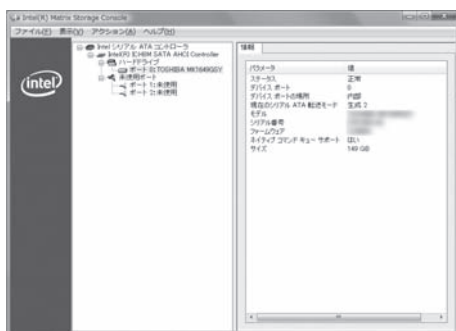 Intel(R) Matrix Storage Console
ファイル(F) 表示(V) アクション(A) ヘルプ(H)
intel
Intel シリアル ATA コントローラ
Intel(R) ICH8M SATA AHCI Controller
ハードドライブ
ポート 0: TOSHIBA
未使用ポート
ポート 1: 未使用
ポート 2: 未使用
情報
パラメータ 値
ステータス 正常
デバイス ポート 0
デバイス ポートの場所 内部
現在のシリアル ATA 転送モード 生成 2
モデル
シリアル番号
ファームウェア
ネイティブ コマンド キュー サポート はい
サイズ 149 GB